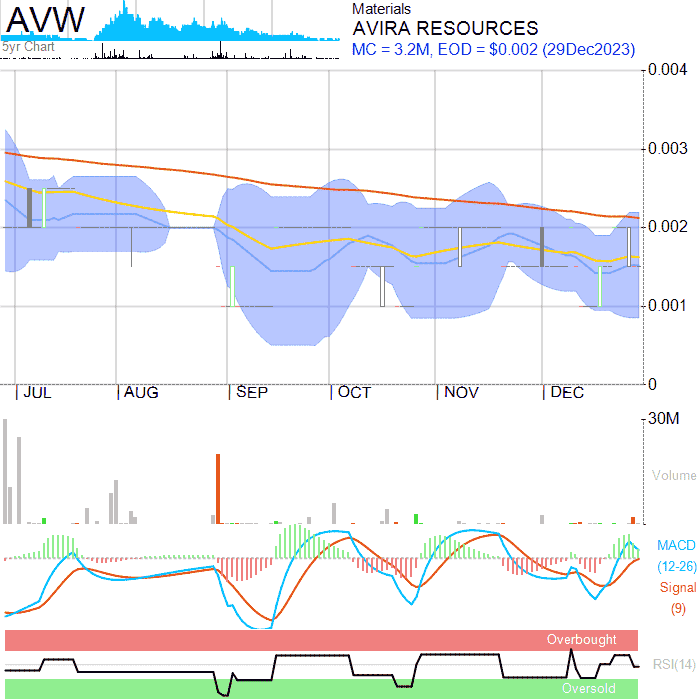 AVW
5yr Chart
Materials
AVIRA RESOURCES
MC = 3.2M, EOD = $0.002 (29Dec2023)
0.004
0.003
0.002
0.001
0
JUL
AUG
SEP
OCT
NOV
DEC
30M
Volume
MACD
(12-26)
Signal
(9)
Overbought
RSI(14)
Oversold